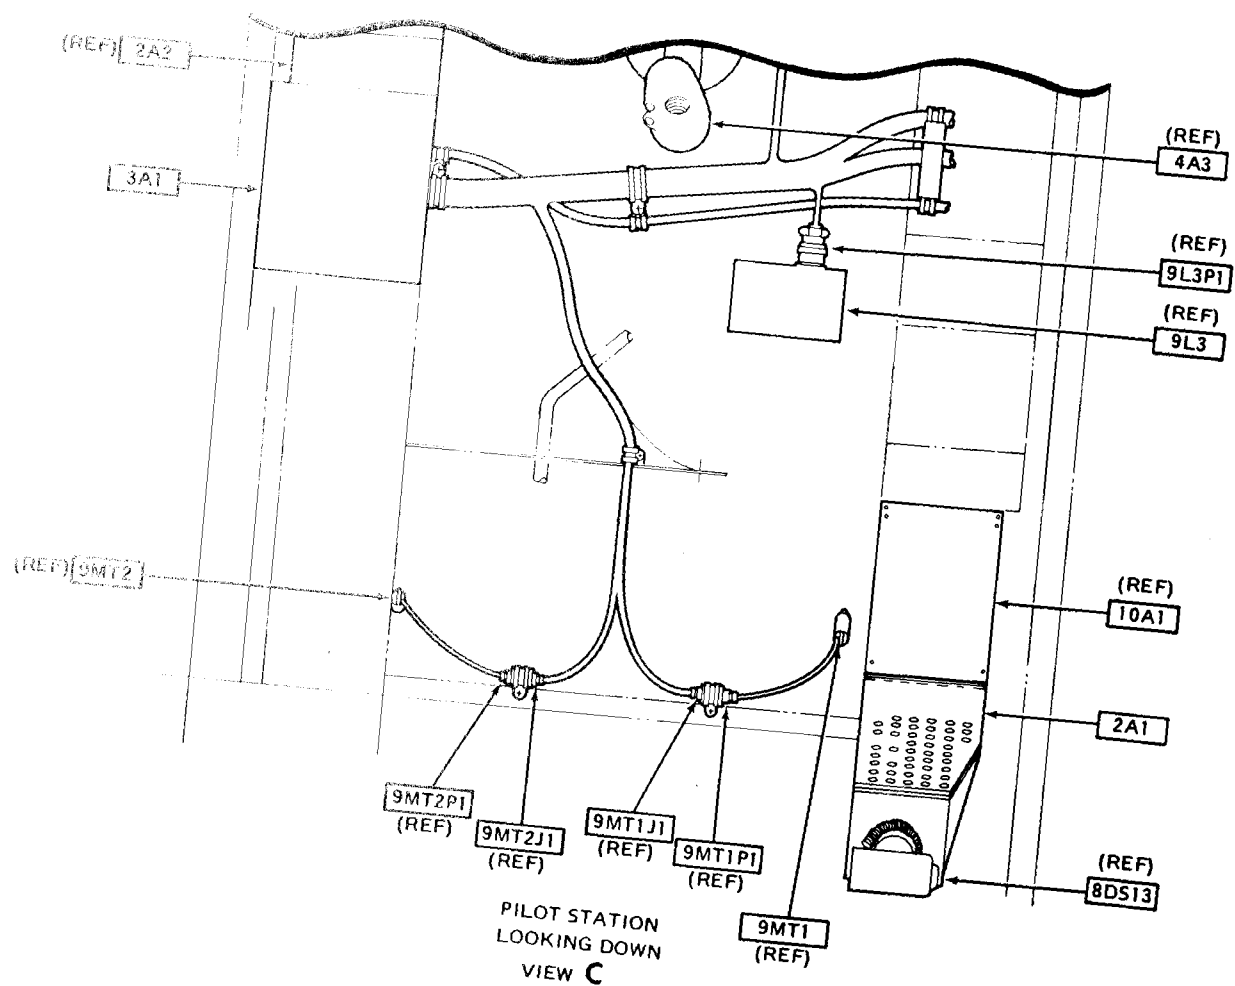 (REF) 2A2
3A1
(REF)
4A3
(REF)
9L3P1
(REF)
9L3
(REF) 9MT2
(REF)
10A1
2A1
(REF)
8DS13
9MT2P1
(REF)
9MT2J1
(REF)
9MT1J1
(REF)
9MT1P1
(REF)
9MT1
(REF)
PILOT STATION
LOOKING DOWN
VIEW C